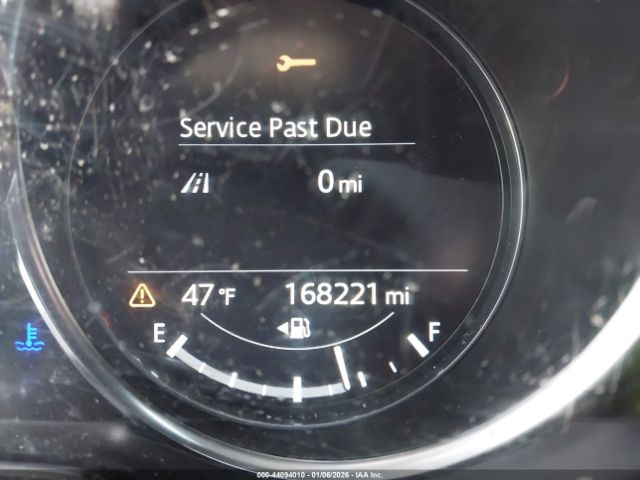 Service Past Due
0 mi
47 °F 168221 mi
E F
000-44094010 - 01/06/2026 - IAA Inc.